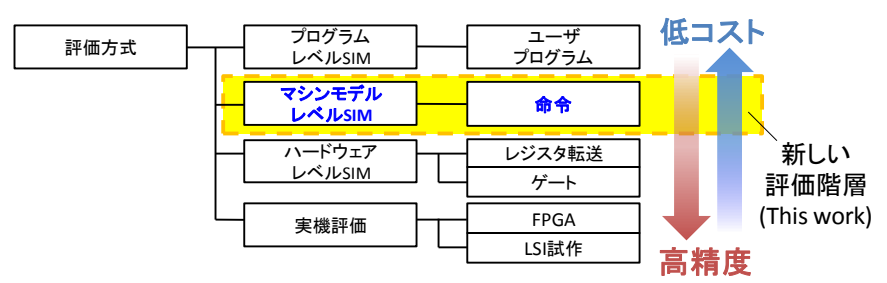 評価方式
プログラム
レベルSIM
ユーザ
プログラム
低コスト
マシンモデル
レベルSIM
命令
ハードウェア
レベルSIM
レジスタ転送
ゲート
新しい
評価階層
(This work)
実機評価
FPGA
LSI試作
高精度